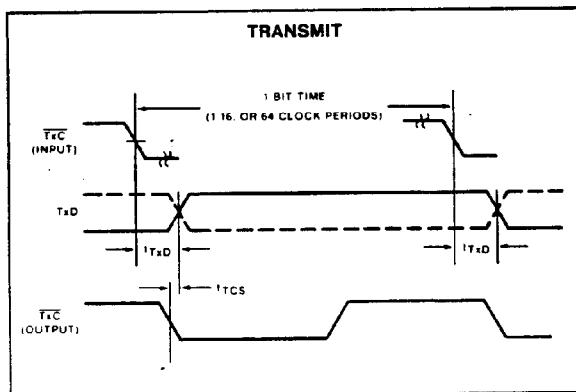 TRANSMIT
1 BIT TIME
(1 16, OR 64 CLOCK PERIODS)
TxC
(INPUT)
TxD
tTxD
tTxD
tTCS
TxC
(OUTPUT)